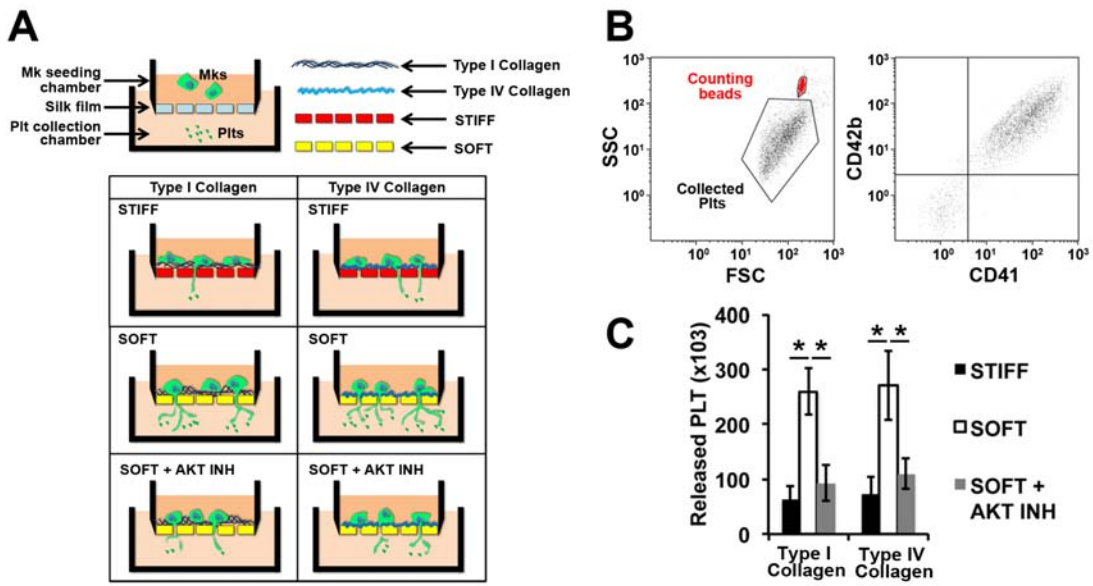 A
Mk seeding
chamber
Silk film
Plt collection
chamber
Mks
Plts
Type I Collagen
Type IV Collagen
STIFF
SOFT
Type I Collagen
Type IV Collagen
STIFF
STIFF
SOFT
SOFT
SOFT + AKT INH
SOFT + AKT INH
B
SSC
10³
10²
10¹
10⁰
Counting
beads
Collected
Plts
10⁰ 10¹ 10² 10³
FSC
CD42b
10³
10²
10¹
10⁰
10⁰ 10¹ 10² 10³
CD41
C
Released PLT (x103)
400
300
200
100
0
* *
* *
Type I
Collagen
Type IV
Collagen
STIFF
SOFT
SOFT +
AKT INH